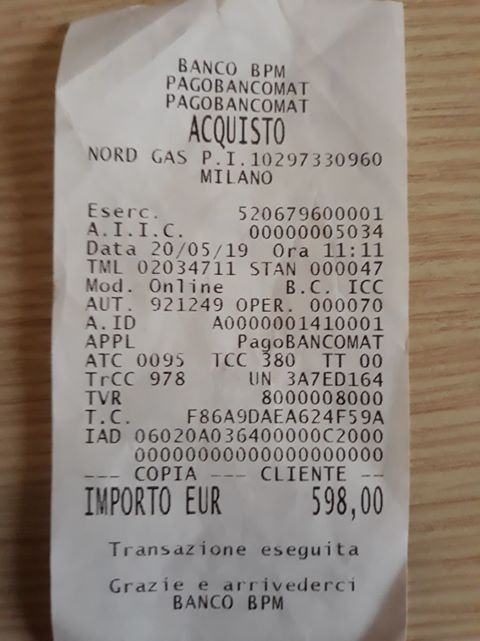 BANCO BPM
PAGOBANCOMAT
PAGOBANCOMAT
ACQUISTO
NORD GAS P.I.10297330960
MILANO
Eserc. 520679600001
A.I.I.C. 00000005034
Data 20/05/19 Ora 11:11
TML 02034711 STAN 000047
Mod. Online B.C. ICC
AUT. 921249 OPER. 000070
A.ID A0000001410001
APPL PagoBANCOMAT
ATC 0095 TCC 380 TT 00
TrCC 978 UN 3A7ED164
TVR 8000008000
T.C. F86A9DAEA624F59A
IAD 06020A036400000C2000
00000000000000000000
--- COPIA --- CLIENTE --
IMPORTO EUR 598,00
Transazione eseguita
Grazie e arrivederci
BANCO BPM